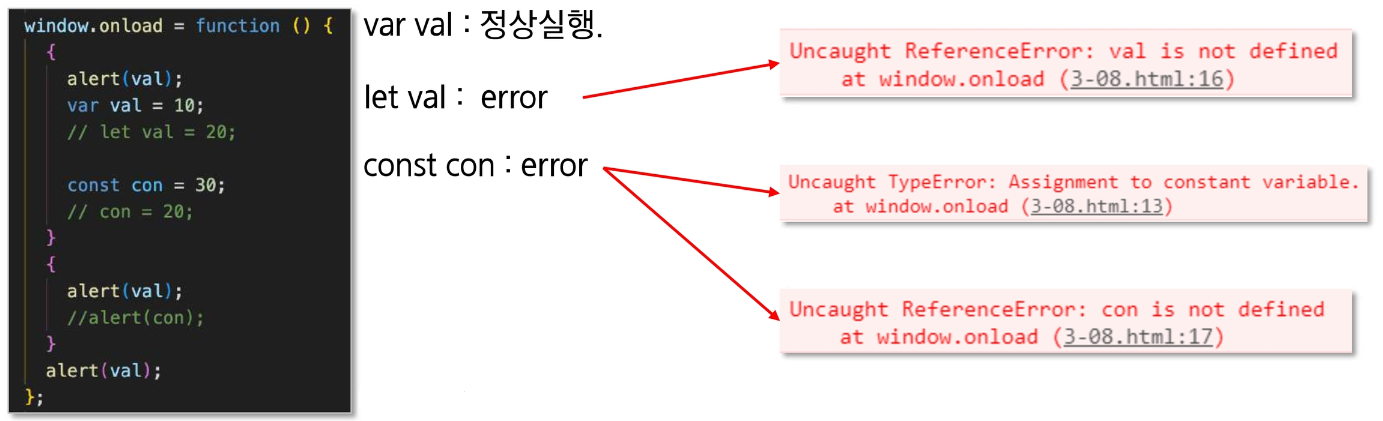 window.onload = function () {
{
alert(val);
var val = 10;
// let val = 20;
const con = 30;
// con = 20;
}
{
alert(val);
//alert(con);
}
alert(val);
};
var val : 정상실행.
let val : error
const con : error
Uncaught ReferenceError: val is not defined
at window.onload (3-08.html:16)
Uncaught TypeError: Assignment to constant variable.
at window.onload (3-08.html:13)
Uncaught ReferenceError: con is not defined
at window.onload (3-08.html:17)